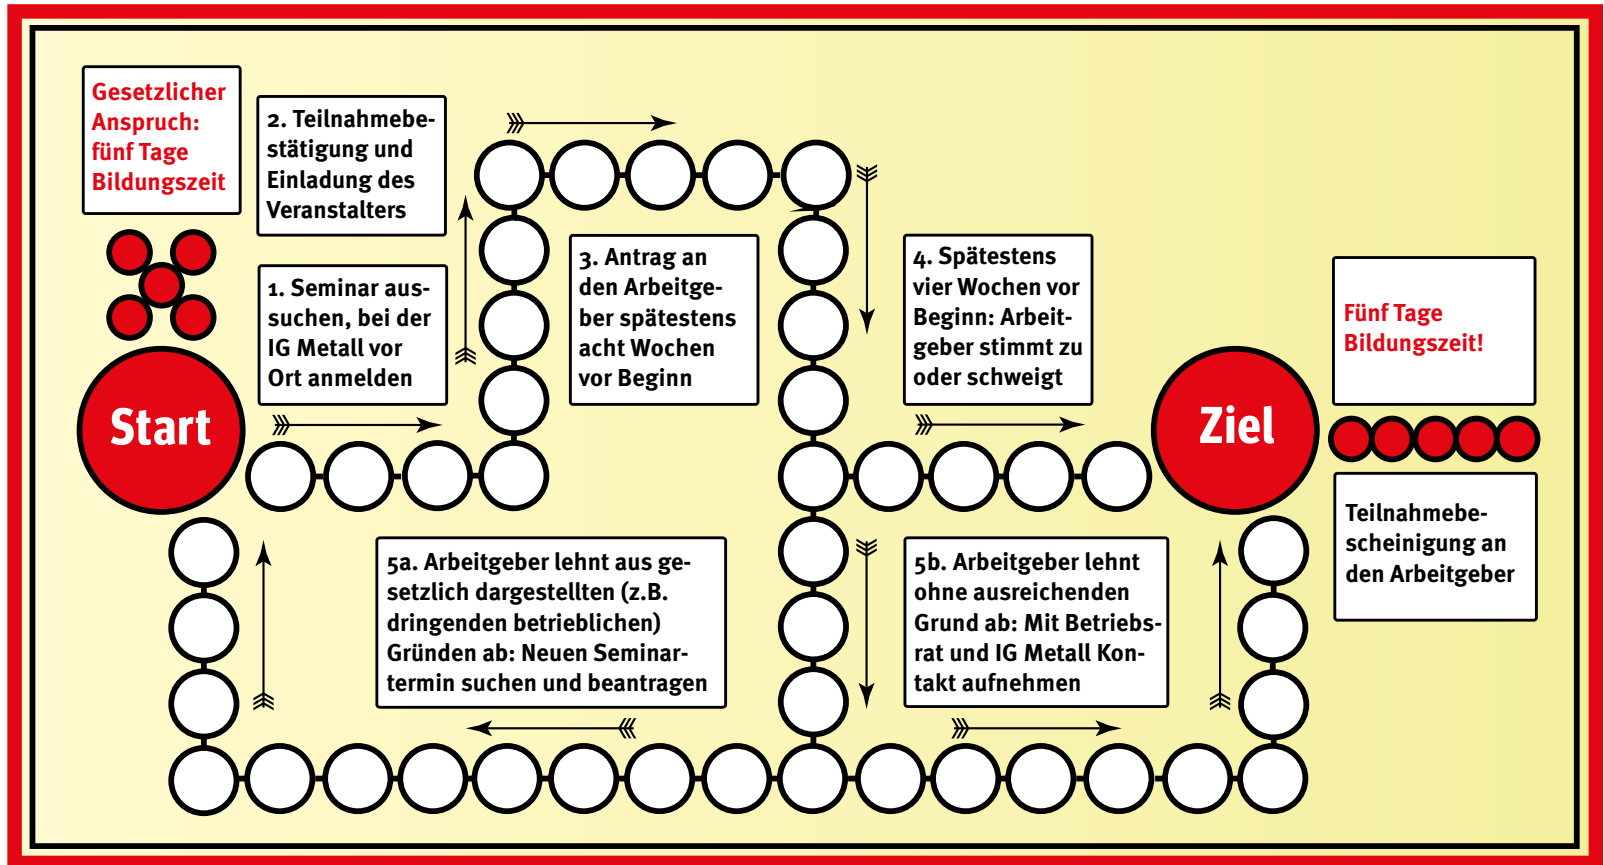 Gesetzlicher
Anspruch:
fünf Tage
Bildungszeit
Start
1. Seminar aus-
suchen, bei der
IG Metall vor
Ort anmelden
2. Teilnahmebe-
stätigung und
Einladung des
Veranstalters
3. Antrag an
den Arbeitge-
ber spätestens
acht Wochen
vor Beginn
4. Spätestens
vier Wochen vor
Beginn: Arbeit-
geber stimmt zu
oder schweigt
5a. Arbeitgeber lehnt aus ge-
setzlich dargestellten (z.B.
dringenden betrieblichen)
Gründen ab: Neuen Seminar-
termin suchen und beantragen
5b. Arbeitgeber lehnt
ohne ausreichenden
Grund ab: Mit Betriebs-
rat und IG Metall Kon-
takt aufnehmen
Ziel
Fünf Tage
Bildungszeit!
Teilnahmebe-
scheinigung an
den Arbeitgeber